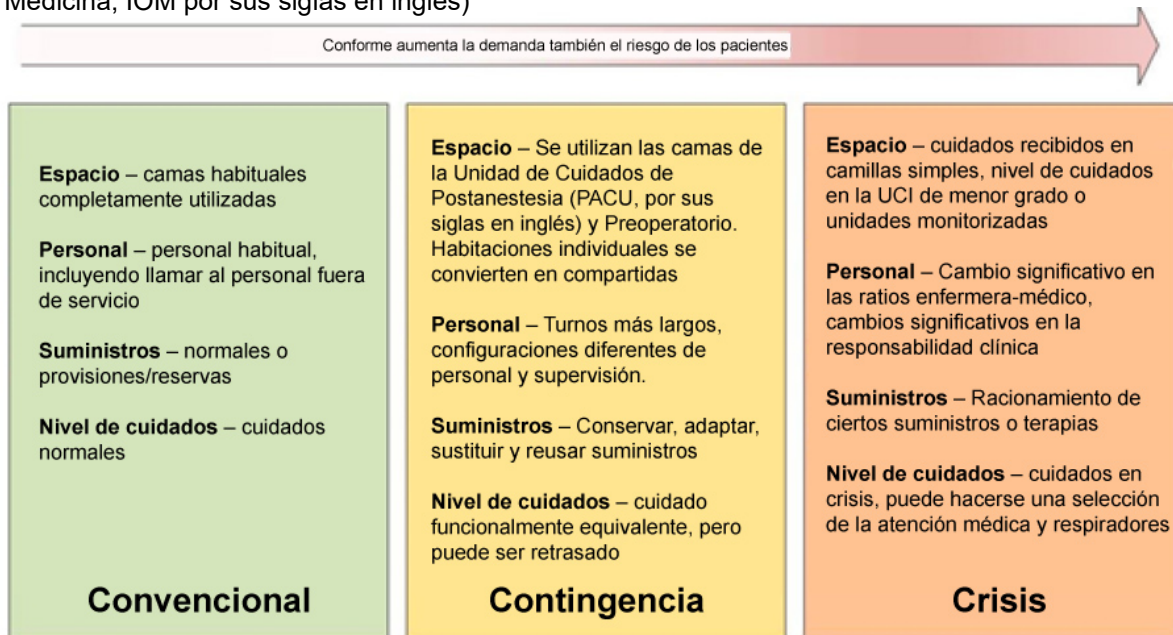 Medicina, IOM por sus siglas en inglés)
Conforme aumenta la demanda también el riesgo de los pacientes
Espacio – camas habituales
completamente utilizadas
Personal – personal habitual,
incluyendo llamar al personal fuera
de servicio
Suministros – normales o
provisiones/reservas
Nivel de cuidados – cuidados
normales
Convencional
Espacio – Se utilizan las camas de
la Unidad de Cuidados de
Postanestesia (PACU, por sus
siglas en inglés) y Preoperatorio.
Habitaciones individuales se
convierten en compartidas
Personal – Turnos más largos,
configuraciones diferentes de
personal y supervisión.
Suministros – Conservar, adaptar,
sustituir y reusar suministros
Nivel de cuidados – cuidado
funcionalmente equivalente, pero
puede ser retrasado
Contingencia
Espacio – cuidados recibidos en
camillas simples, nivel de cuidados
en la UCI de menor grado o
unidades monitorizadas
Personal – Cambio significativo en
las ratios enfermera-médico,
cambios significativos en la
responsabilidad clínica
Suministros – Racionamiento de
ciertos suministros o terapias
Nivel de cuidados – cuidados en
crisis, puede hacerse una selección
de la atención médica y respiradores
Crisis